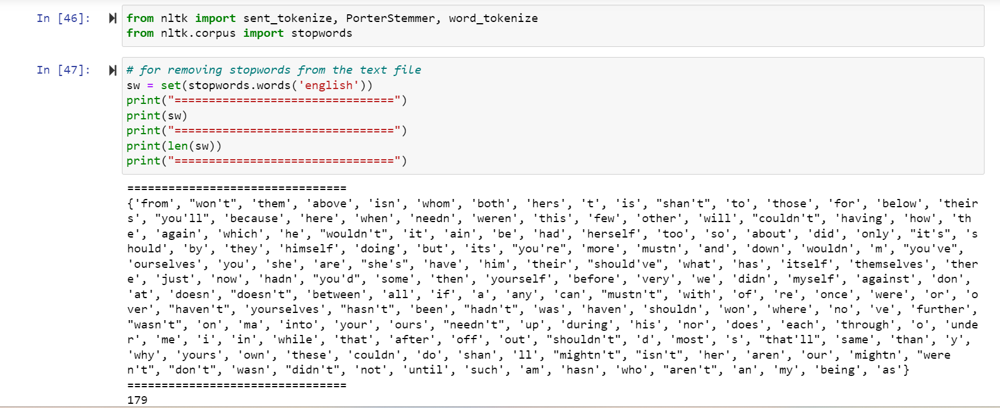 In [46]: from nltk import sent_tokenize, PorterStemmer, word_tokenize
from nltk.corpus import stopwords
In [47]: # for removing stopwords from the text file
sw = set(stopwords.words('english'))
print("================================")
print(sw)
print("================================")
print(len(sw))
print("================================")
================================
{'from', "won't", 'them', 'above', 'isn', 'whom', 'both', 'hers', 't', 'is', "shan't", 'to', 'those', 'for', 'below', 'their
s', "you'll", 'because', 'here', 'when', 'needn', 'weren', 'this', 'few', 'other', 'will', "couldn't", 'having', 'how', 'th
e', 'again', 'which', 'he', "wouldn't", 'it', 'ain', 'be', 'had', 'herself', 'too', 'so', 'about', 'did', 'only', "it's", 's
hould', 'by', 'they', 'himself', 'doing', 'but', 'its', "you're", 'more', 'mustn', 'and', 'down', 'wouldn', 'm', "you've",
'ourselves', 'you', 'she', 'are', "she's", 'have', 'him', 'their', "should've", 'what', 'has', 'itself', 'themselves', 'ther
e', 'just', 'now', 'hadn', "you'd", 'some', 'then', 'yourself', 'before', 'very', 'we', 'didn', 'myself', 'against', 'don',
'at', 'doesn', "doesn't", 'between', 'all', 'if', 'a', 'any', 'can', "mustn't", 'with', 'of', 're', 'once', 'were', 'or', 'o
ver', "haven't", 'yourselves', "hasn't", 'been', "hadn't", 'was', 'haven', 'shouldn', 'won', 'where', 'no', 've', 'further',
"wasn't", 'on', 'ma', 'into', 'your', 'ours', "needn't", 'up', 'during', 'his', 'nor', 'does', 'each', 'through', 'o', 'unde
r', 'me', 'i', 'in', 'while', 'that', 'after', 'off', 'out', "shouldn't", 'd', 'most', 's', "that'll", 'same', 'than', 'y',
'why', 'yours', 'own', 'these', 'couldn', 'do', 'shan', 'll', "mightn't", "isn't", 'her', 'aren', 'our', 'mightn', "were
n't", "don't", 'wasn', "didn't", 'not', 'until', 'such', 'am', 'hasn', 'who', "aren't", 'an', 'my', 'being', 'as'}
================================
179